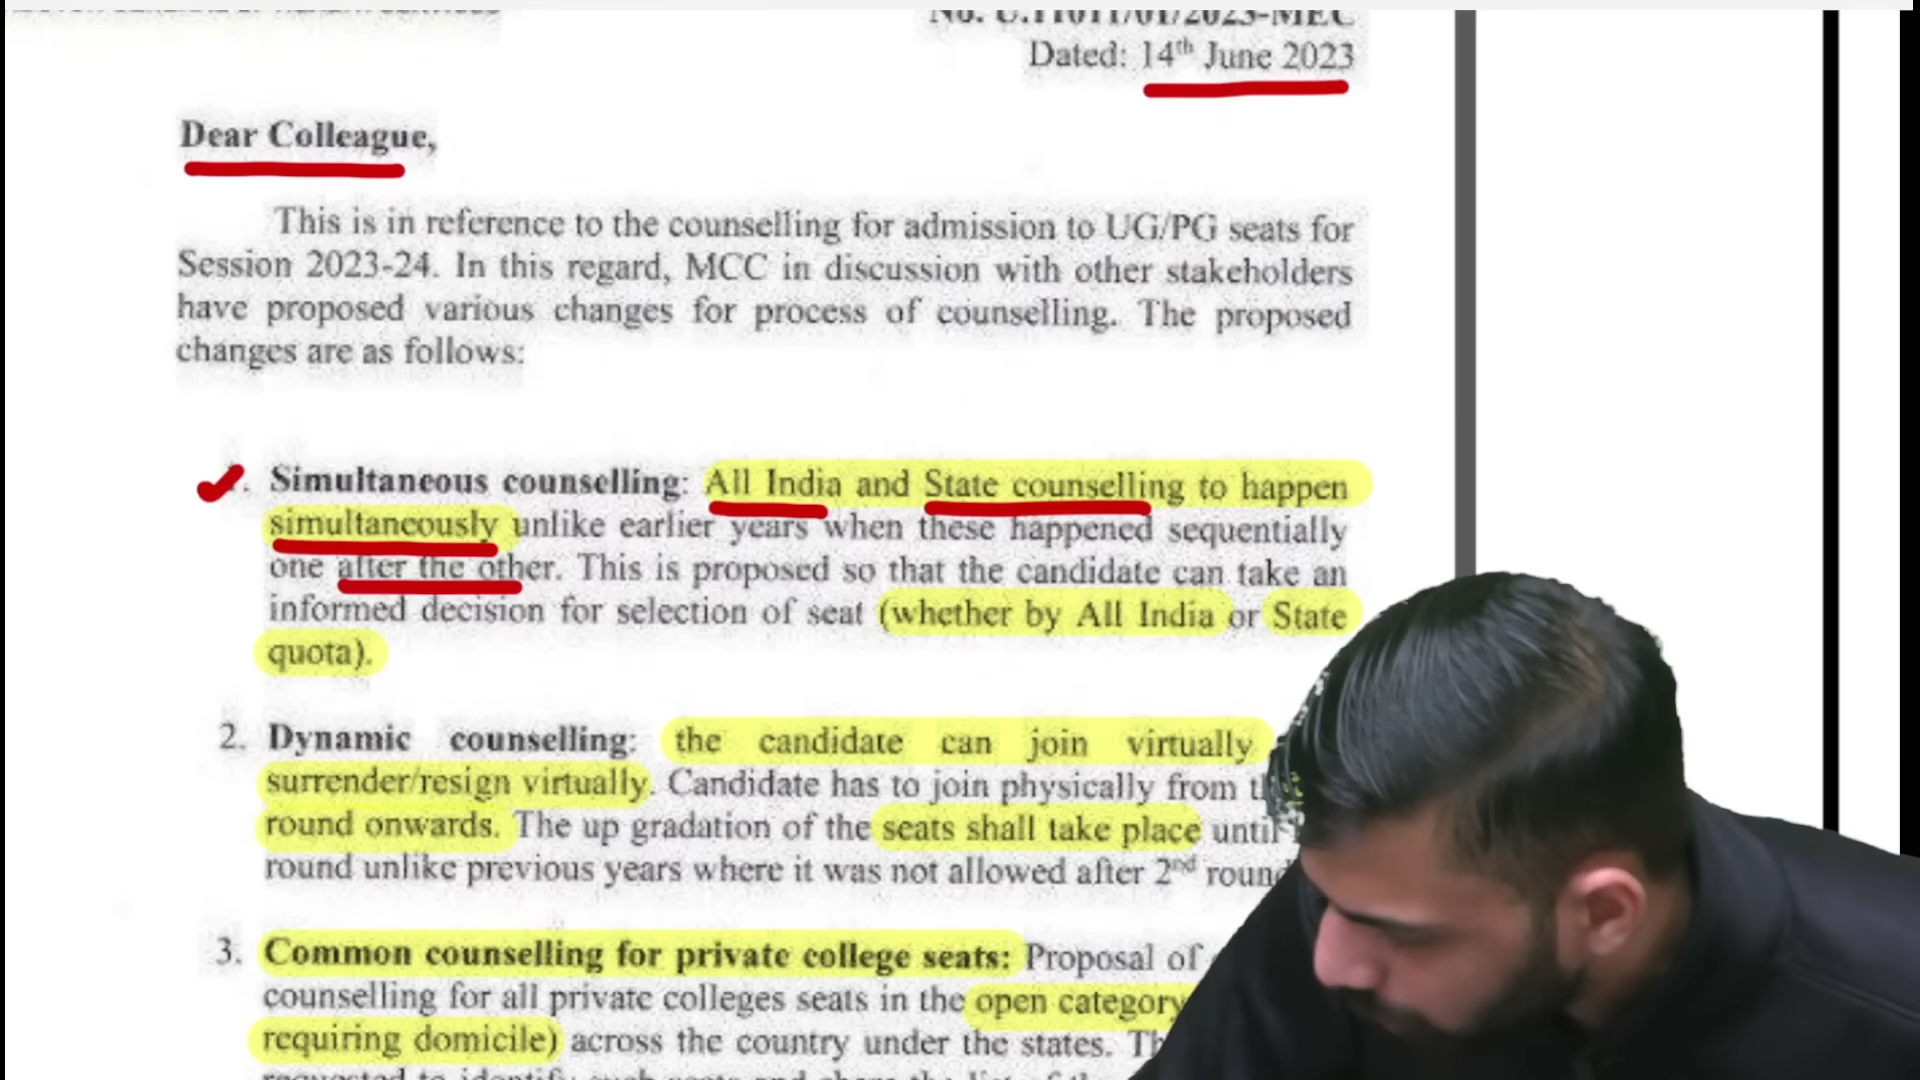 No. U.11011/01/2023-MEC
Dated: 14th June 2023
Dear Colleague,
This is in reference to the counselling for admission to UG/PG seats for
Session 2023-24. In this regard, MCC in discussion with other stakeholders
have proposed various changes for process of counselling. The proposed
changes are as follows:
Simultaneous counselling: All India and State counselling to happen
simultaneously unlike earlier years when these happened sequentially
one after the other. This is proposed so that the candidate can take an
informed decision for selection of seat (whether by All India or State
quota).
2. Dynamic counselling: the candidate can join virtually
surrender/resign virtually. Candidate has to join physically from
round onwards. The up gradation of the seats shall take place until
round unlike previous years where it was not allowed after 2nd round
3. Common counselling for private college seats: Proposal of
counselling for all private colleges seats in the open category
requiring domicile) across the country under the states.